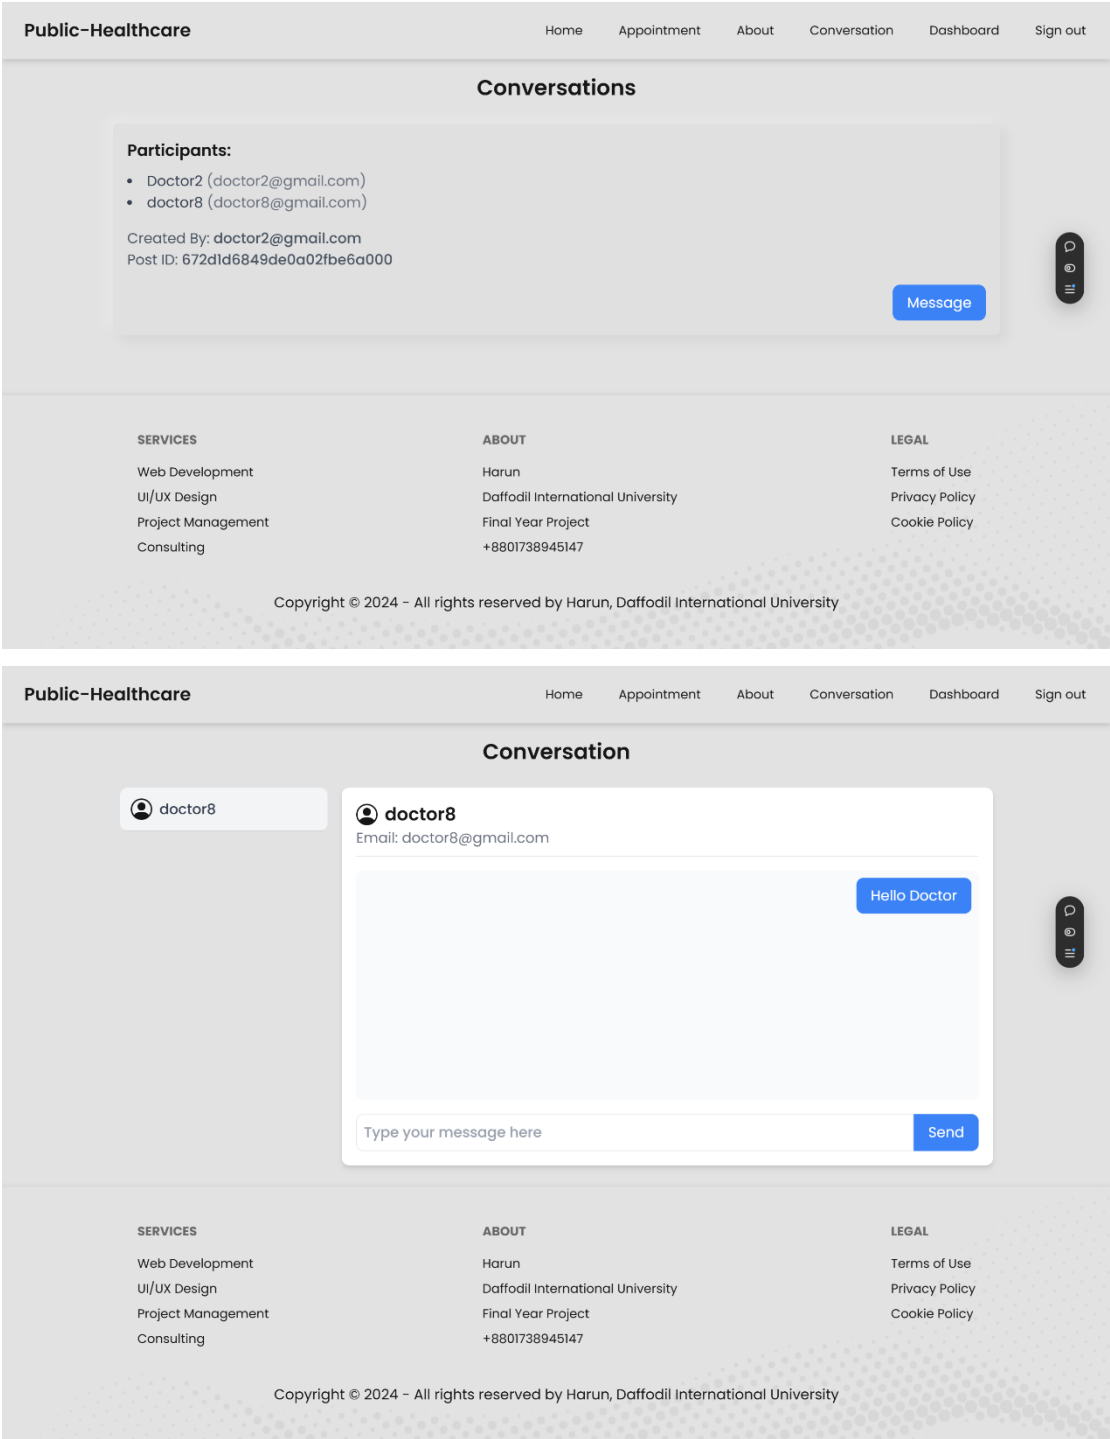 Public-Healthcare
Home Appointment About Conversation Dashboard Sign out
Conversations
Participants:
• Doctor2 (doctor2@gmail.com)
• doctor8 (doctor8@gmail.com)
Created By: doctor2@gmail.com
Post ID: 672d1d6849de0a02fbe6a000
Message
SERVICES
Web Development
UI/UX Design
Project Management
Consulting
ABOUT
Harun
Daffodil International University
Final Year Project
+8801738945147
LEGAL
Terms of Use
Privacy Policy
Cookie Policy
Copyright © 2024 - All rights reserved by Harun, Daffodil International University
Public-Healthcare
Home Appointment About Conversation Dashboard Sign out
Conversation
doctor8
doctor8
Email: doctor8@gmail.com
Hello Doctor
Type your message here
Send
SERVICES
Web Development
UI/UX Design
Project Management
Consulting
ABOUT
Harun
Daffodil International University
Final Year Project
+8801738945147
LEGAL
Terms of Use
Privacy Policy
Cookie Policy
Copyright © 2024 - All rights reserved by Harun, Daffodil International University